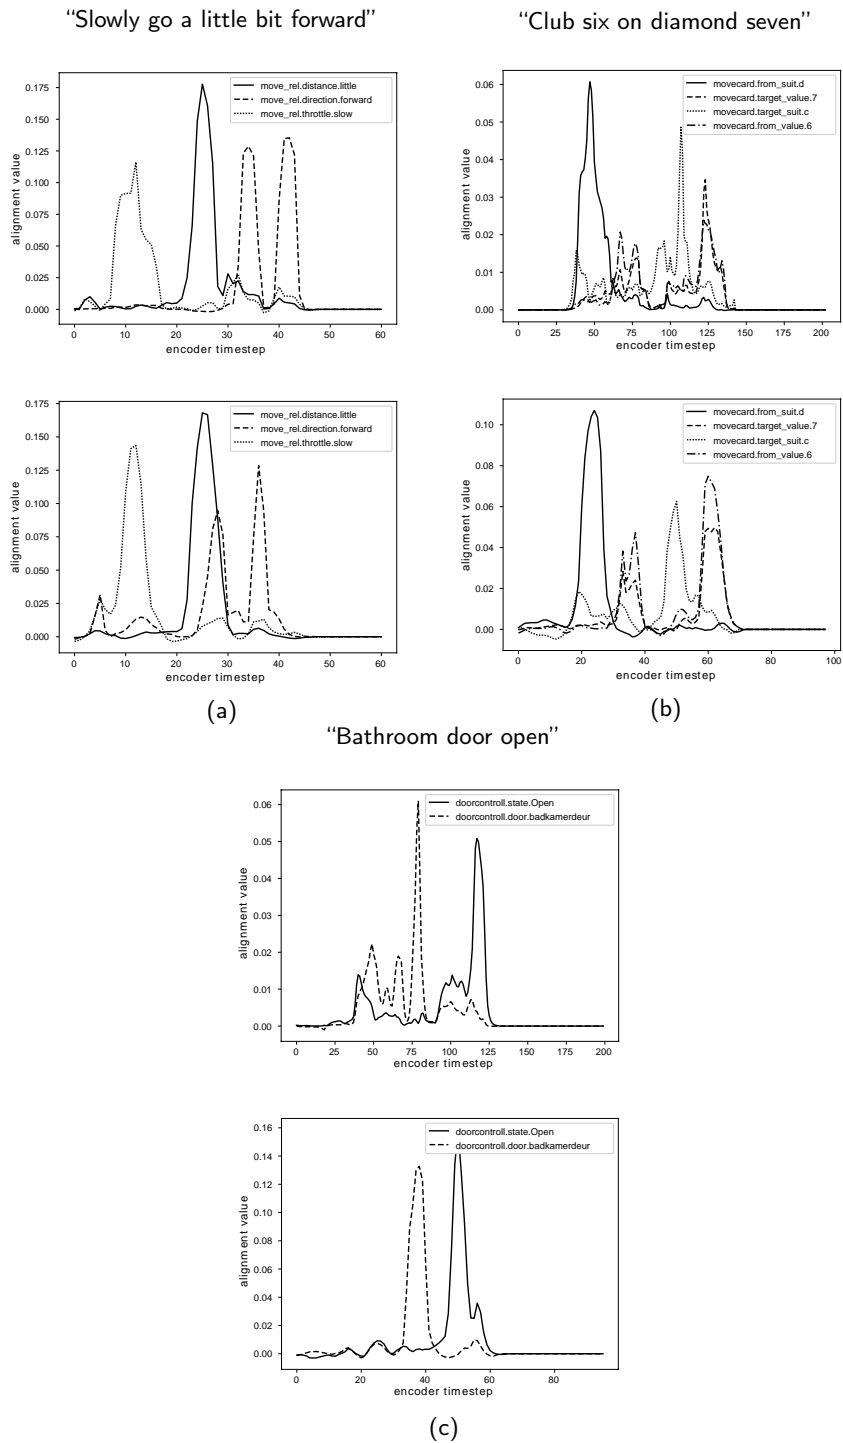 “Slowly go a little bit forward”
“Club six on diamond seven”
0.175
0.150
0.125
0.100
0.075
0.050
0.025
0.000
alignment value
move_rel.distance.little
move_rel.direction.forward
move_rel.throttle.slow
0 10 20 30 40 50 60
encoder timestep
0.06
0.05
0.04
0.03
0.02
0.01
0.00
alignment value
movecard.from_suit.d
movecard.target_value.7
movecard.target_suit.c
movecard.from_value.6
0 25 50 75 100 125 150 175 200
encoder timestep
0.175
0.150
0.125
0.100
0.075
0.050
0.025
0.000
alignment value
move_rel.distance.little
move_rel.direction.forward
move_rel.throttle.slow
0 10 20 30 40 50 60
encoder timestep
(a)
0.10
0.08
0.06
0.04
0.02
0.00
alignment value
movecard.from_suit.d
movecard.target_value.7
movecard.target_suit.c
movecard.from_value.6
0 20 40 60 80 100
encoder timestep
(b)
“Bathroom door open”
0.06
0.05
0.04
0.03
0.02
0.01
0.00
alignment value
doorcontroll.state.Open
doorcontroll.door.badkamerdeur
0 25 50 75 100 125 150 175 200
encoder timestep
0.16
0.14
0.12
0.10
0.08
0.06
0.04
0.02
0.00
alignment value
doorcontroll.state.Open
doorcontroll.door.badkamerdeur
0 20 40 60 80
encoder timestep
(c)